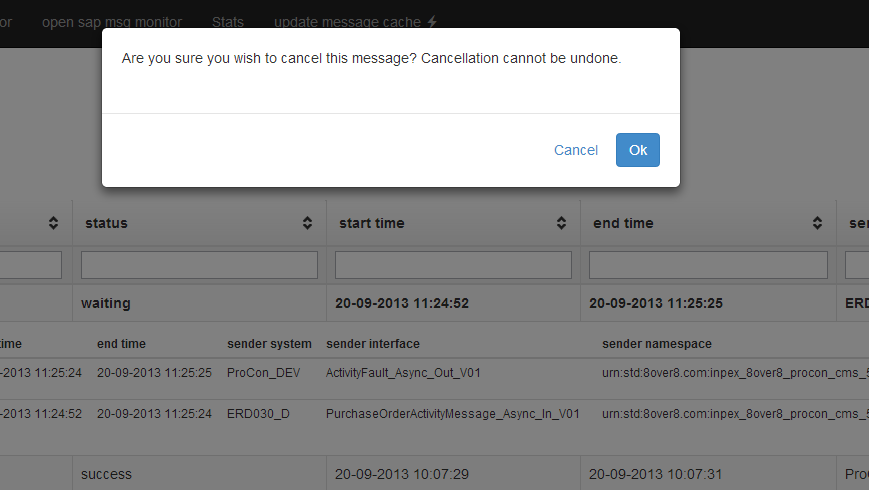 or open sap msg monitor Stats update message cache
Are you sure you wish to cancel this message? Cancellation cannot be undone.
Cancel Ok
status start time end time
waiting 20-09-2013 11:24:52 20-09-2013 11:25:25 ERD
time end time sender system sender interface sender namespace
-2013 11:25:24 20-09-2013 11:25:25 ProCon_DEV ActivityFault_Async_Out_V01 urn:std:8over8.com:inpex_8over8_procon_cms_5
-2013 11:24:52 20-09-2013 11:25:24 ERD030_D PurchaseOrderActivityMessage_Async_In_V01 urn:std:8over8.com:inpex_8over8_procon_cms_5
success 20-09-2013 10:07:29 20-09-2013 10:07:31 ProC